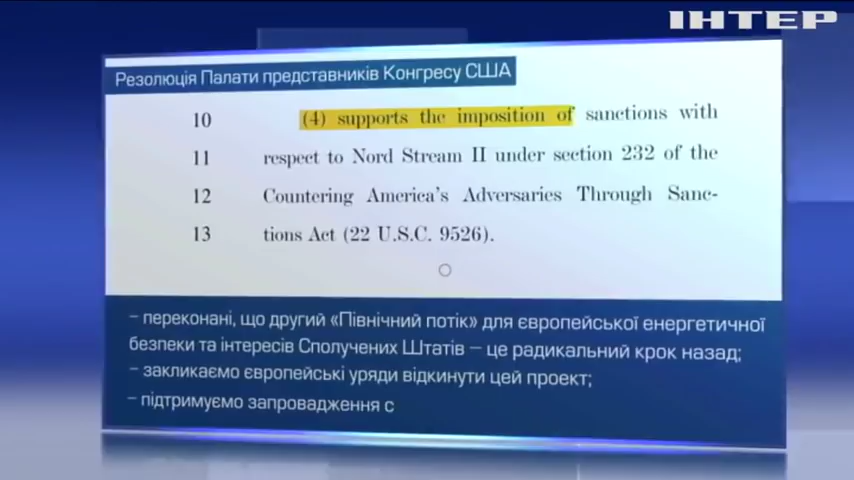 ІНТЕР
Резолюція Палати представників Конгресу США
10 (4) supports the imposition of sanctions with
11 respect to Nord Stream II under section 232 of the
12 Countering America's Adversaries Through Sanc-
13 tions Act (22 U.S.C. 9526).
– переконані, що другий «Північний потік» для європейської енергетичної
безпеки та інтересів Сполучених Штатів – це радикальний крок назад;
– закликаємо європейські уряди відкинути цей проект;
– підтримуємо запровадження с